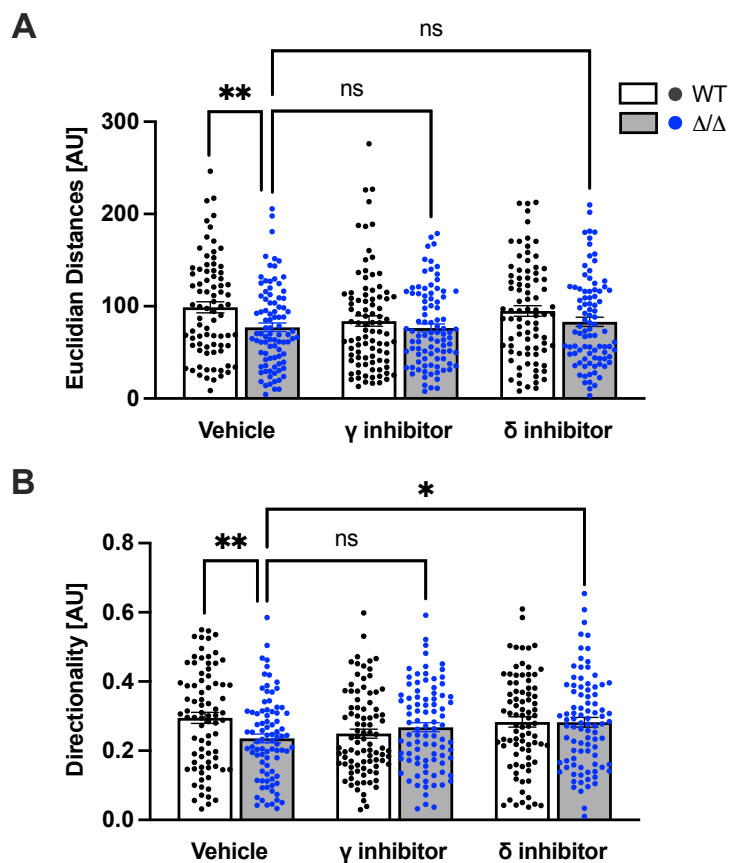 A
ns
** ns
WT
Δ/Δ
Euclidian Distances [AU]
300
200
100
0
Vehicle γ inhibitor δ inhibitor
B
*
** ns
Directionality [AU]
0.8
0.6
0.4
0.2
0.0
Vehicle γ inhibitor δ inhibitor